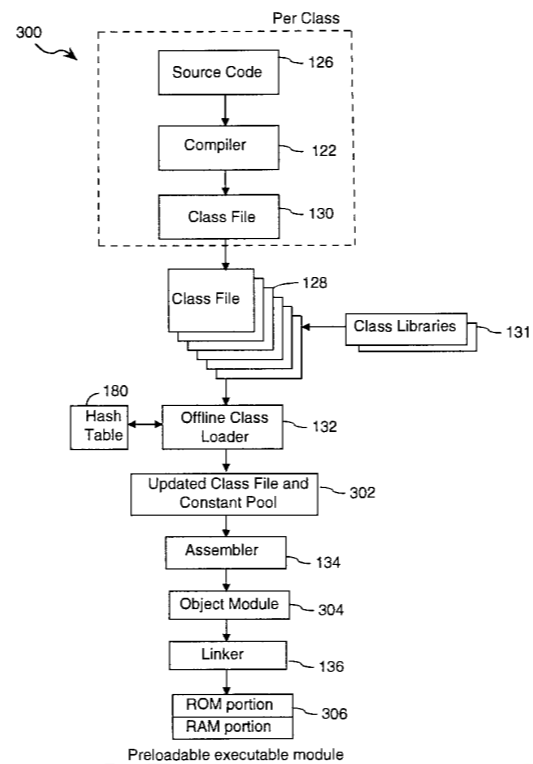 Per Class
300
Source Code
126
Compiler
122
Class File
130
Class File
128
Class Libraries
131
180
Hash
Table
Offline Class
Loader
132
Updated Class File and
Constant Pool
302
Assembler
134
Object Module
304
Linker
136
ROM portion
306
RAM portion
Preloadable executable module